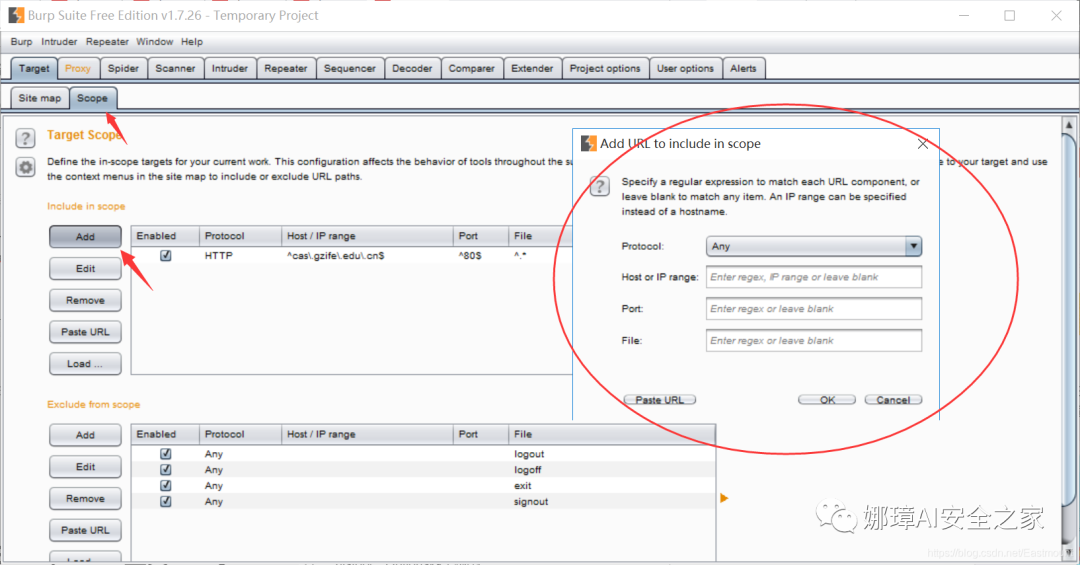 Burp Suite Free Edition v1.7.26 - Temporary Project
Burp Intruder Repeater Window Help
Target Proxy Spider Scanner Intruder Repeater Sequencer Decoder Comparer Extender Project options User options Alerts
Site map Scope
? Target Scope
Define the in-scope targets for your current work. This configuration affects the behavior of tools throughout the su e to your target and use
the context menus in the site map to include or exclude URL paths.
Include in scope
Add
Edit
Remove
Paste URL
Load ...
Enabled Protocol Host / IP range Port File
HTTP ^cas\.gzife\.edu\.cn$ ^80$ ^.*
Add URL to include in scope
? Specify a regular expression to match each URL component, or
leave blank to match any item. An IP range can be specified
instead of a hostname.
Protocol: Any
Host or IP range: Enter regex, IP range or leave blank
Port: Enter regex or leave blank
File: Enter regex or leave blank
Paste URL OK Cancel
Exclude from scope
Add
Edit
Remove
Paste URL
Enabled Protocol Host / IP range Port File
Any logout
Any logoff
Any exit
Any signout
娜璋AI安全之家